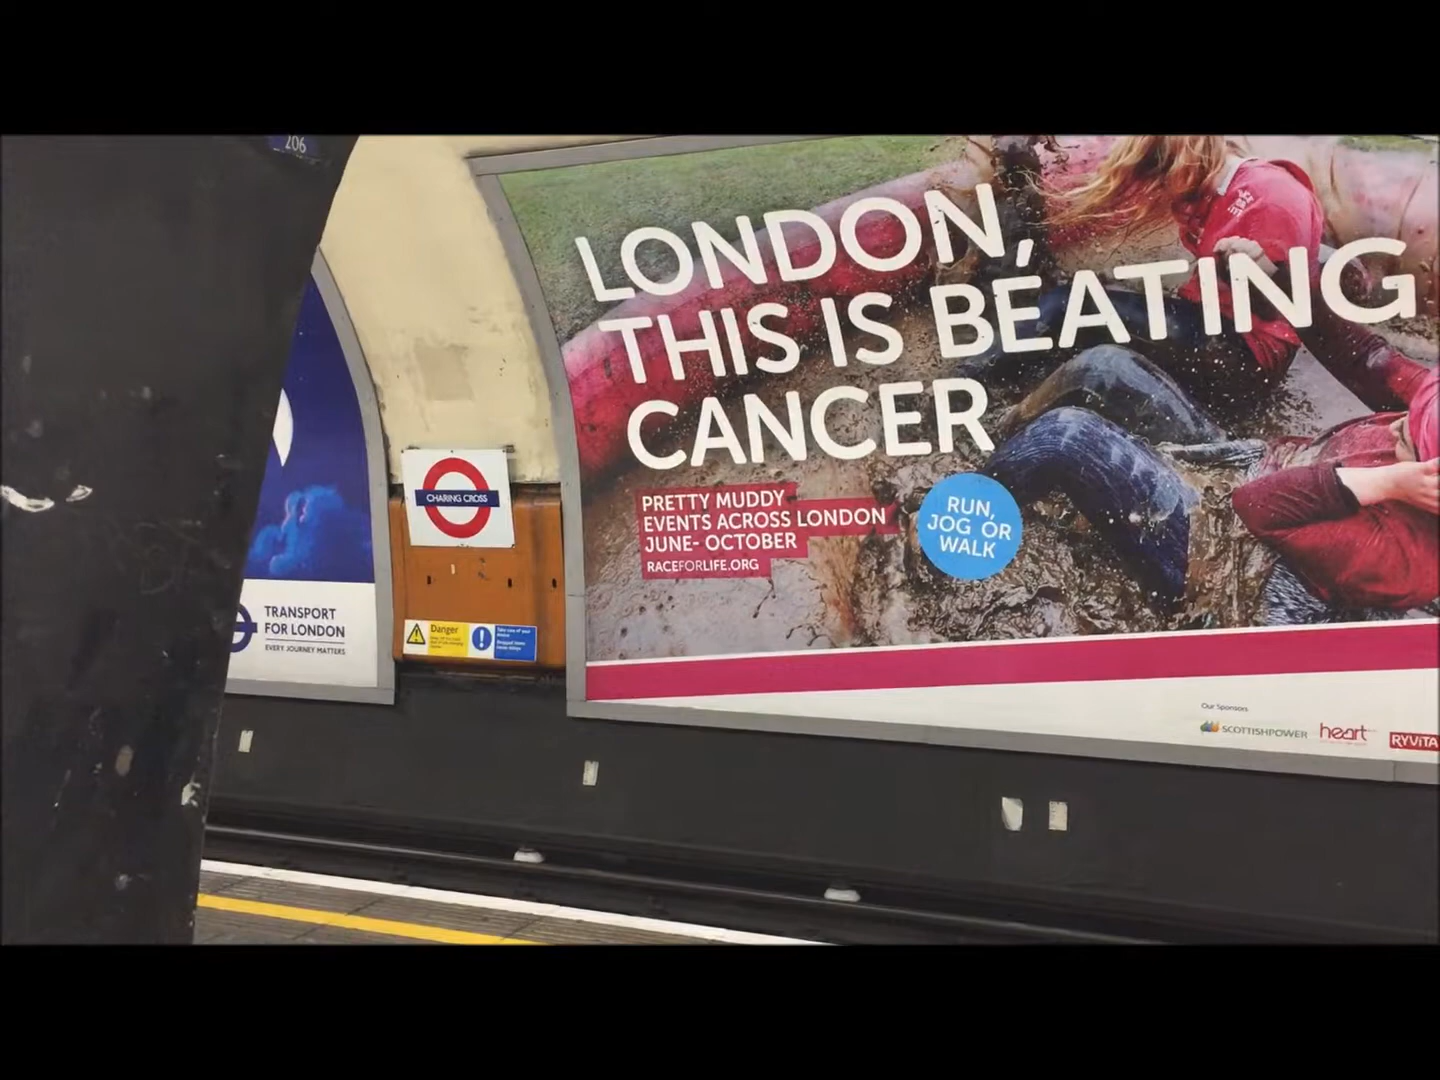 206
LONDON,
THIS IS BEATING
CANCER
PRETTY MUDDY
EVENTS ACROSS LONDON
JUNE- OCTOBER
RACEFORLIFE.ORG
RUN,
JOG OR
WALK
CHARING CROSS
TRANSPORT
FOR LONDON
EVERY JOURNEY MATTERS
Danger
Our Sponsors
SCOTTISHPOWER
heart
RYVITA